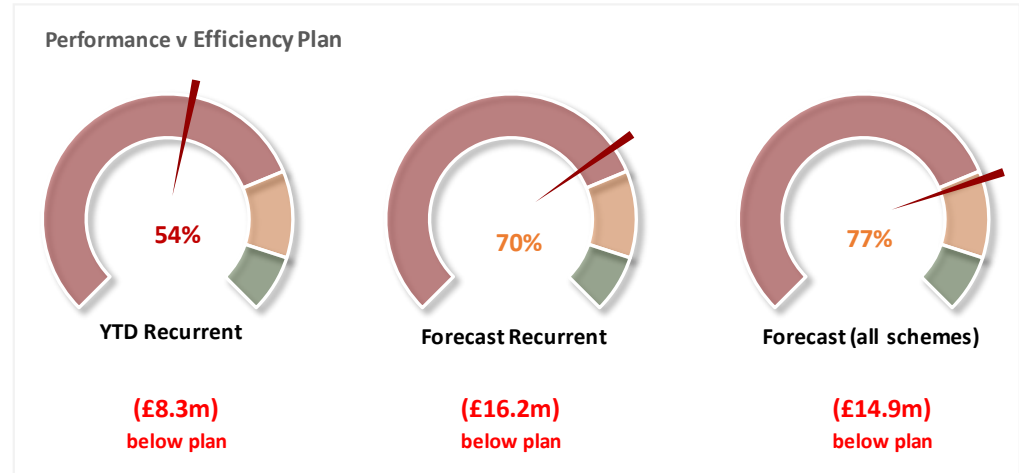 Performance v Efficiency Plan
54%
70%
77%
YTD Recurrent
Forecast Recurrent
Forecast (all schemes)
(£8.3m)
(£16.2m)
(£14.9m)
below plan
below plan
below plan